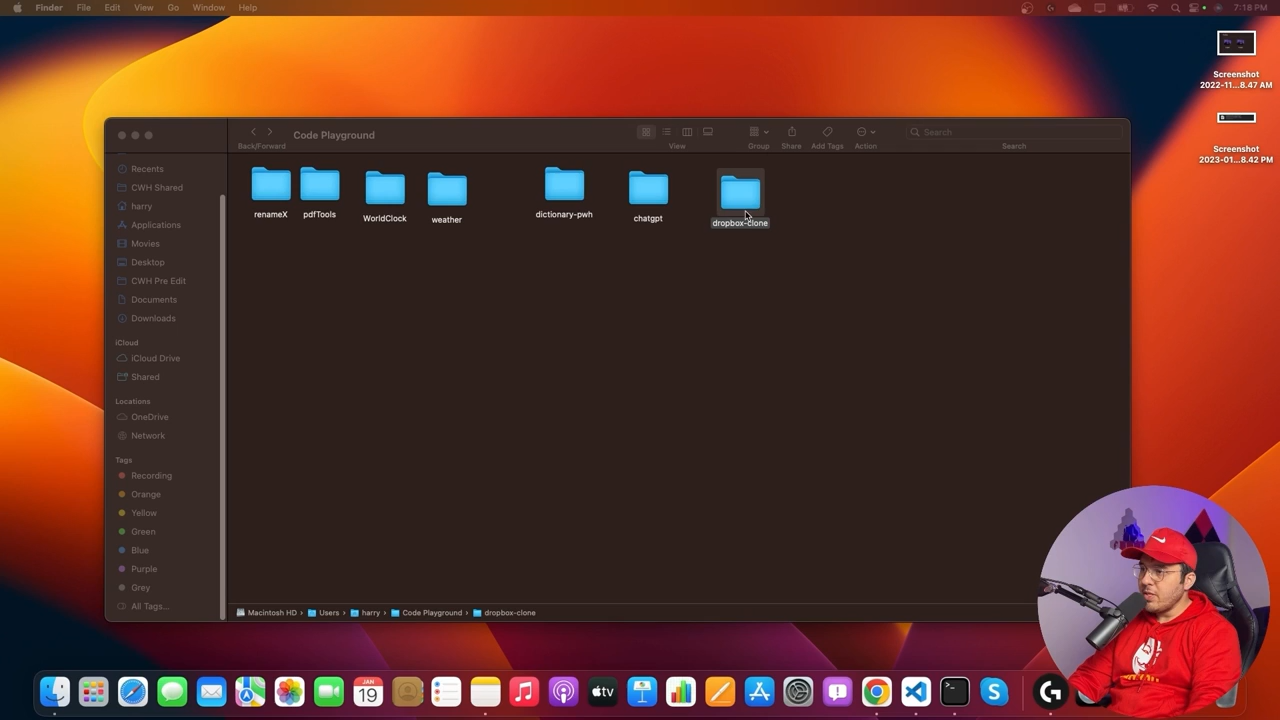 Finder File Edit View Go Window Help 7:18 PM
Screenshot
2022-11...8.47 AM
Screenshot
2023-01...8.42 PM
Code Playground
Back/Forward View Group Share Add Tags Action Search
Search
Recents
CWH Shared
harry
Applications
Movies
Desktop
CWH Pre Edit
Documents
Downloads
iCloud
iCloud Drive
Shared
Locations
OneDrive
Network
Tags
Recording
Orange
Yellow
Green
Blue
Purple
Grey
All Tags...
renameX pdfTools WorldClock weather dictionary-pwh chatgpt dropbox-clone
Macintosh HD › Users › harry › Code Playground › dropbox-clone
JAN
19
tv